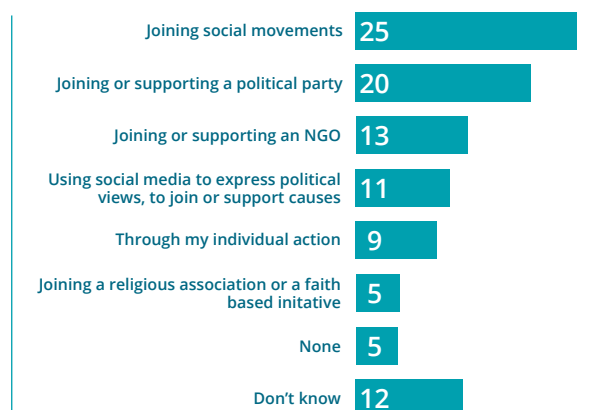 Joining social movements 25
Joining or supporting a political party 20
Joining or supporting an NGO 13
Using social media to express political
views, to join or support causes 11
Through my individual action 9
Joining a religious association or a faith
based initative 5
None 5
Don’t know 12